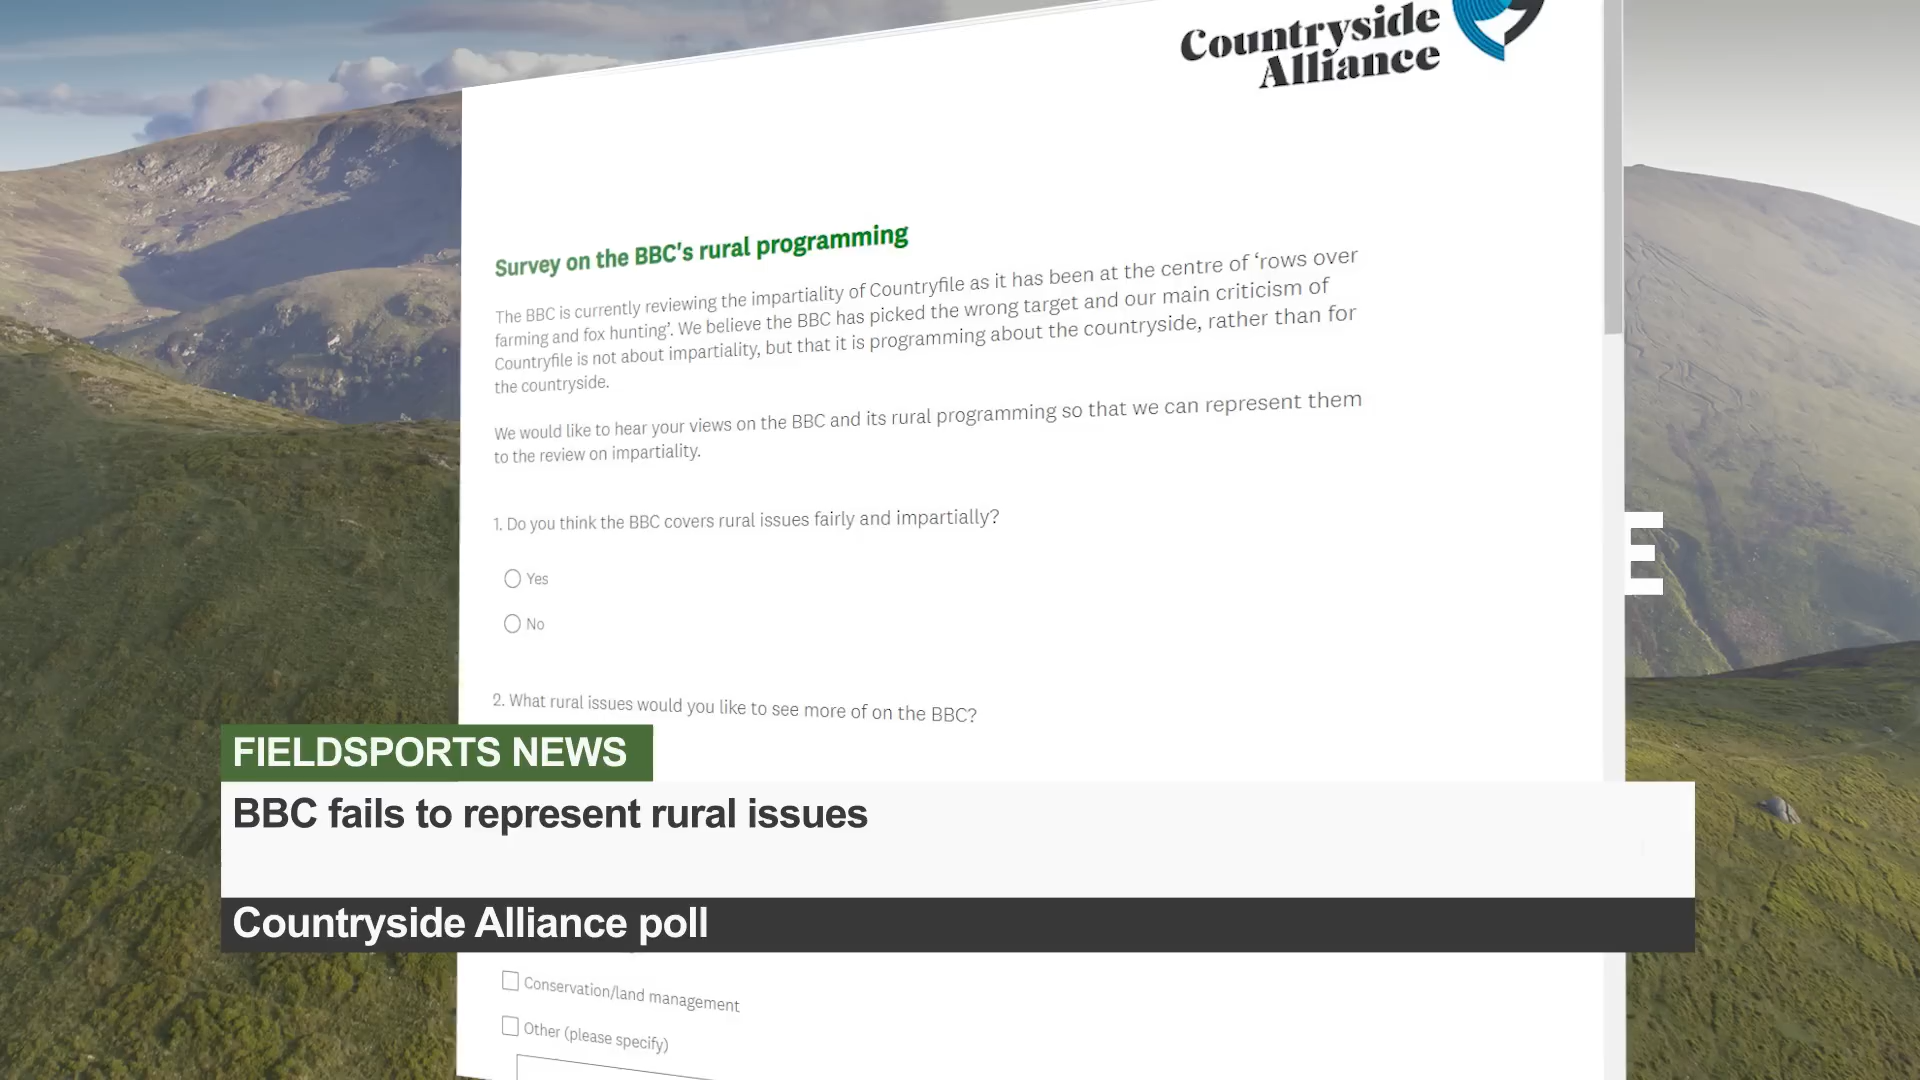 Countryside
Alliance
Survey on the BBC's rural programming
The BBC is currently reviewing the impartiality of Countryfile as it has been at the centre of ‘rows over
farming and fox hunting’. We believe the BBC has picked the wrong target and our main criticism of
Countryfile is not about impartiality, but that it is programming about the countryside, rather than for
the countryside.
We would like to hear your views on the BBC and its rural programming so that we can represent them
to the review on impartiality.
1. Do you think the BBC covers rural issues fairly and impartially?
Yes
No
E
2. What rural issues would you like to see more of on the BBC?
FIELDSPORTS NEWS
BBC fails to represent rural issues
Countryside Alliance poll
Conservation/land management
Other (please specify)